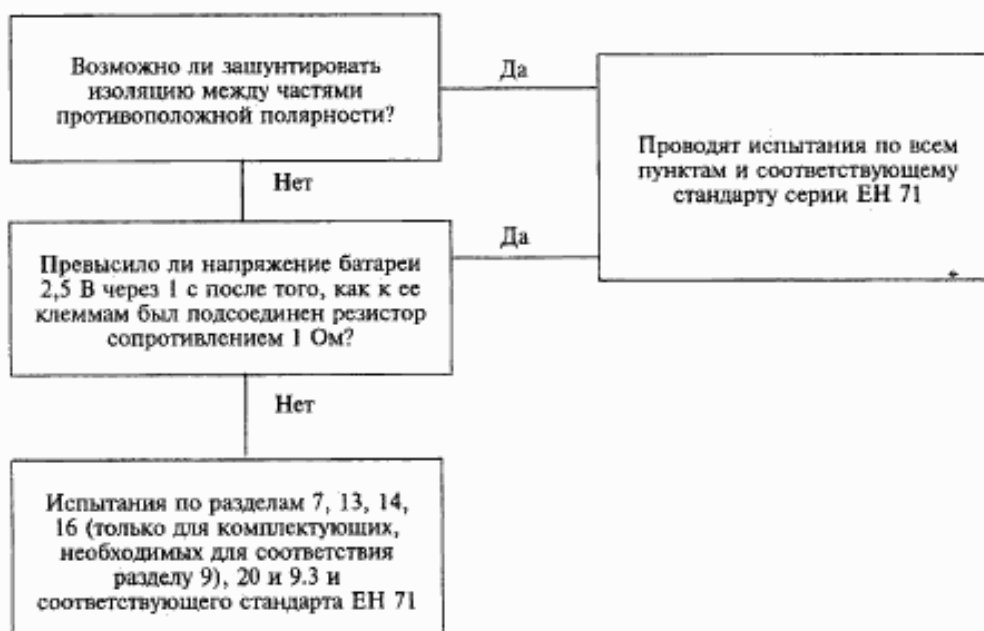 Возможно ли зашунтировать
изоляцию между частями
противоположной полярности?
Да
Проводят испытания по всем
пунктам и соответствующему
стандарту серии ЕН 71
Нет
Превысило ли напряжение батареи
2,5 В через 1 с после того, как к ее
клеммам был подсоединен резистор
сопротивлением 1 Ом?
Да
Нет
Испытания по разделам 7, 13, 14,
16 (только для комплектующих,
необходимых для соответствия
разделу 9), 20 и 9.3 и
соответствующего стандарта ЕН 71